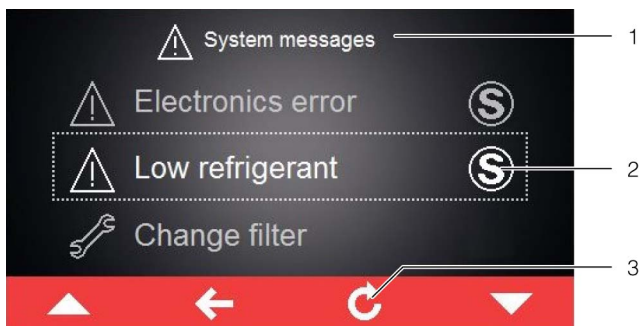 System messages
1
Electronics error S
Low refrigerant S
2
Change filter
3